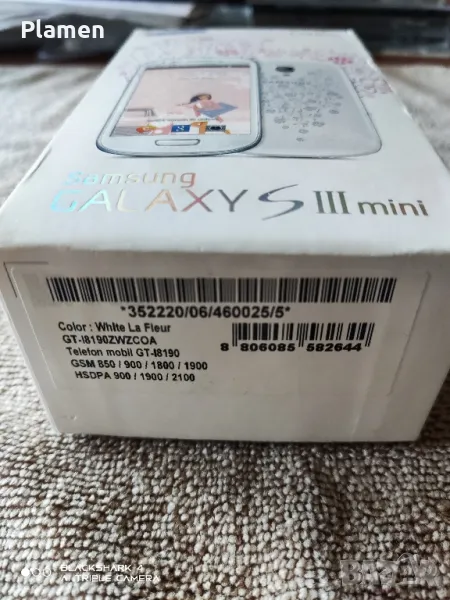 Plamen
Samsung
GALAXY S III mini
*352220/06/460025/5*
Color : White La Fleur
GT-I8190ZWZCOA
Telefon mobil GT-I8190
GSM 850 / 900 / 1800 / 1900
HSDPA 900 / 1900 / 2100
8 806085 582644
BLACKSHARK 4
AI TRIPLE CAMERA